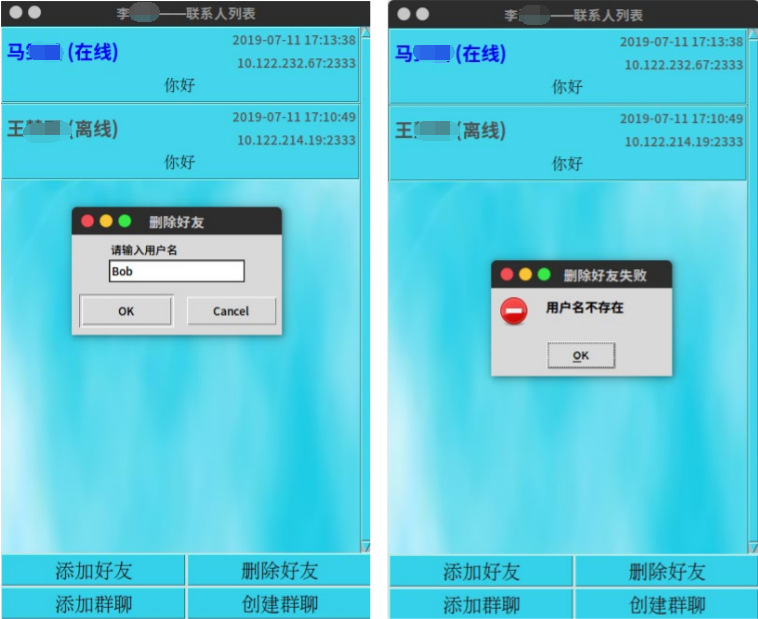 李 ——联系人列表
马 (在线)
2019-07-11 17:13:38
10.122.232.67:2333
你好
王 (离线)
2019-07-11 17:10:49
10.122.214.19:2333
你好
删除好友
请输入用户名
Bob
OK
Cancel
添加好友
删除好友
添加群聊
创建群聊
李 ——联系人列表
马 (在线)
2019-07-11 17:13:38
10.122.232.67:2333
你好
王 (离线)
2019-07-11 17:10:49
10.122.214.19:2333
你好
删除好友失败
用户名不存在
OK
添加好友
删除好友
添加群聊
创建群聊